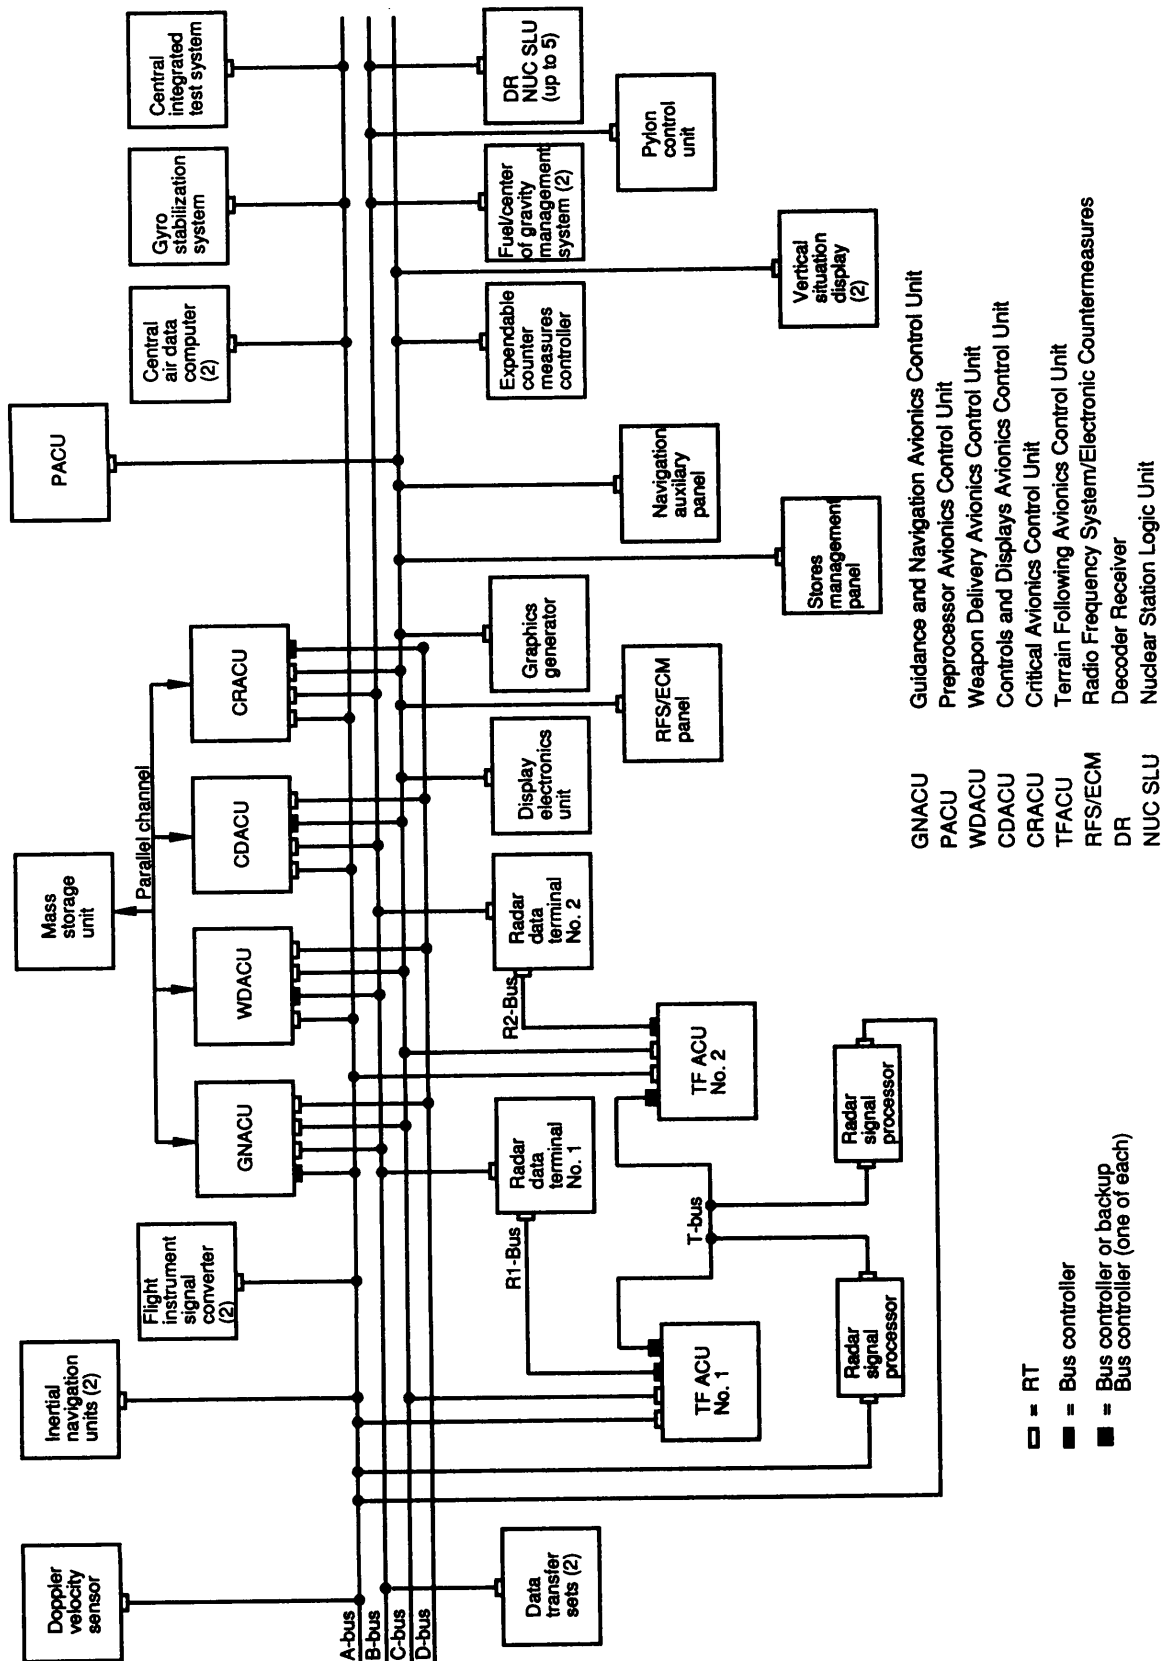 Doppler
velocity
sensor
Inertial
navigation
units (2)
Flight
instrument
signal
converter
(2)
Mass
storage
unit
Parallel channel
GNACU
WDACU
CDACU
CRACU
PACU
Central
air data
computer
(2)
Gyro
stabilization
system
Central
integrated
test system
A-bus
B-bus
C-bus
D-bus
Data
transfer
sets (2)
R1-Bus
Radar
data
terminal
No. 1
R2-Bus
Radar
data
terminal
No. 2
Display
electronics
unit
Graphics
generator
Expendable
counter
measures
controller
Fuel/center
of gravity
management
system (2)
DR
NUC SLU
(up to 5)
TF ACU
No. 1
T-bus
TF ACU
No. 2
RFS/ECM
panel
Navigation
auxilary
panel
Pylon
control
unit
Radar
signal
processor
Radar
signal
processor
Stores
management
panel
Vertical
situation
display
(2)
= RT
= Bus controller
= Bus controller or backup
Bus controller (one of each)
GNACU Guidance and Navigation Avionics Control Unit
PACU Preprocessor Avionics Control Unit
WDACU Weapon Delivery Avionics Control Unit
CDACU Controls and Displays Avionics Control Unit
CRACU Critical Avionics Control Unit
TFACU Terrain Following Avionics Control Unit
RFS/ECM Radio Frequency System/Electronic Countermeasures
DR Decoder Receiver
NUC SLU Nuclear Station Logic Unit